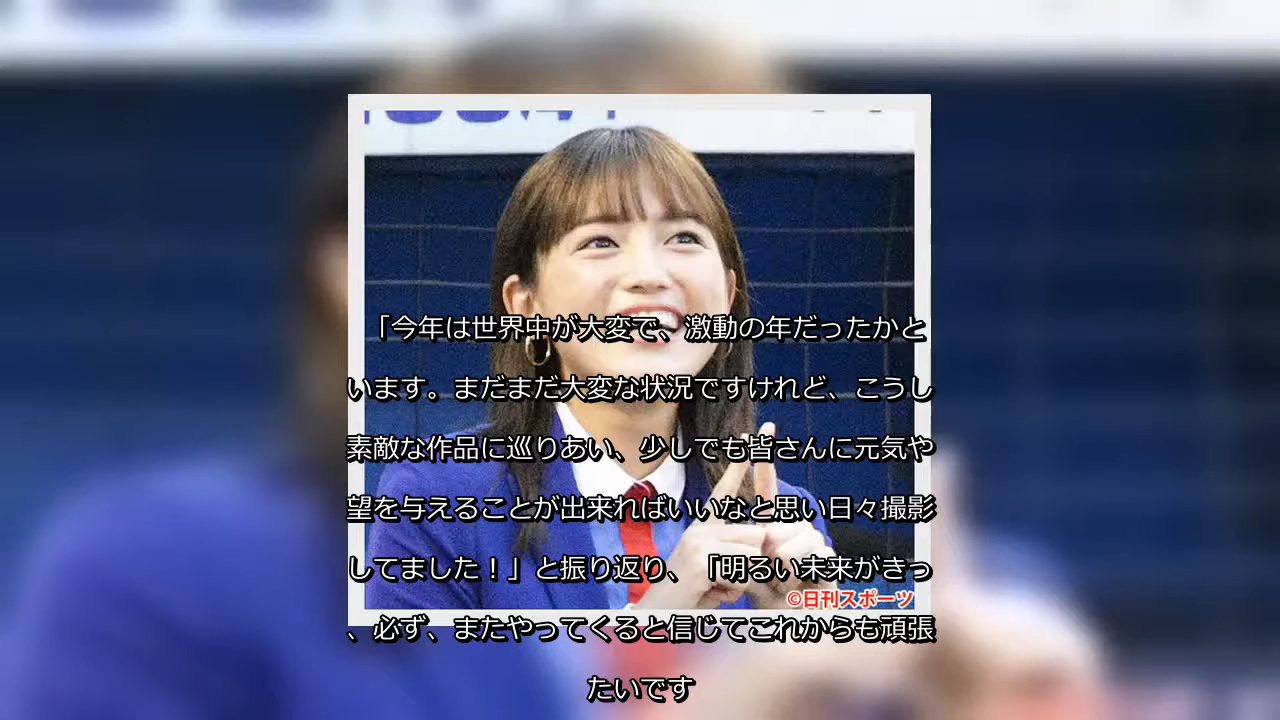 「今年は世界中が大変で、激動の年だったかと
います。まだまだ大変な状況ですけれど、こうし
素敵な作品に巡りあい、少しでも皆さんに元気や
望を与えることが出来ればいいなと思い日々撮影
してました！」と振り返り、「明るい未来がきっ
、必ず、またやってくると信じてこれからも頑張
たいです
©日刊スポーツ